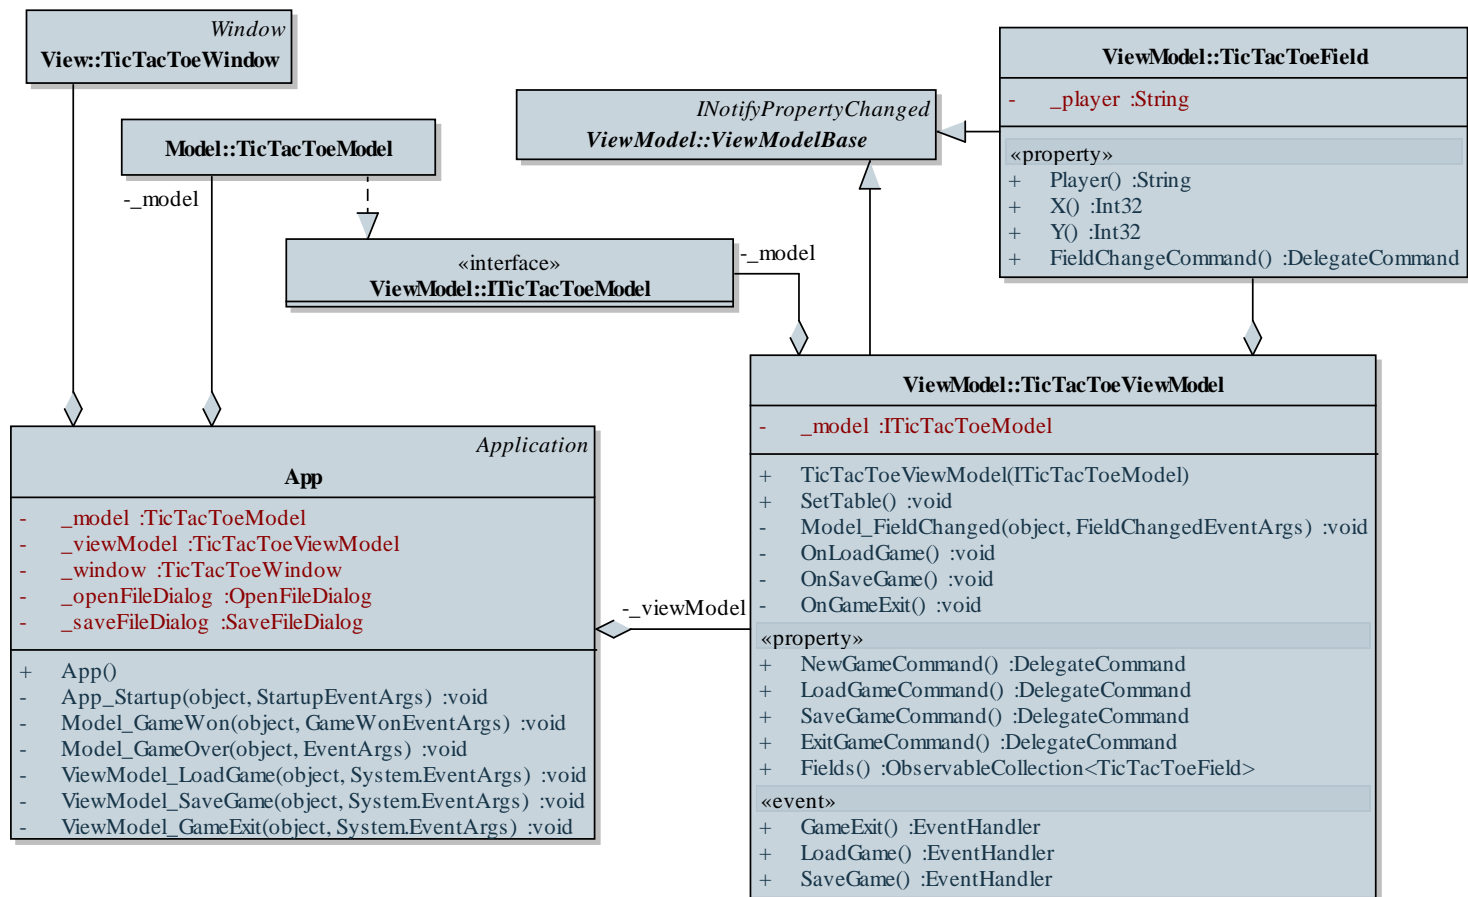 Window
View::TicTacToeWindow
Model::TicTacToeModel
-_model
INotifyPropertyChanged
ViewModel::ViewModelBase
«interface»
ViewModel::ITicTacToeModel
-_model
ViewModel::TicTacToeField
- _player :String
«property»
+ Player() :String
+ X() :Int32
+ Y() :Int32
+ FieldChangeCommand() :DelegateCommand
Application
App
- _model :TicTacToeModel
- _viewModel :TicTacToeViewModel
- _window :TicTacToeWindow
- _openFileDialog :OpenFileDialog
- _saveFileDialog :SaveFileDialog
+ App()
- App_Startup(object, StartupEventArgs) :void
- Model_GameWon(object, GameWonEventArgs) :void
- Model_GameOver(object, EventArgs) :void
- ViewModel_LoadGame(object, System.EventArgs) :void
- ViewModel_SaveGame(object, System.EventArgs) :void
- ViewModel_GameExit(object, System.EventArgs) :void
-_viewModel
ViewModel::TicTacToeViewModel
- _model :ITicTacToeModel
+ TicTacToeViewModel(ITicTacToeModel)
+ SetTable() :void
- Model_FieldChanged(object, FieldChangedEventArgs) :void
- OnLoadGame() :void
- OnSaveGame() :void
- OnGameExit() :void
«property»
+ NewGameCommand() :DelegateCommand
+ LoadGameCommand() :DelegateCommand
+ SaveGameCommand() :DelegateCommand
+ ExitGameCommand() :DelegateCommand
+ Fields() :ObservableCollection<TicTacToeField>
«event»
+ GameExit() :EventHandler
+ LoadGame() :EventHandler
+ SaveGame() :EventHandler